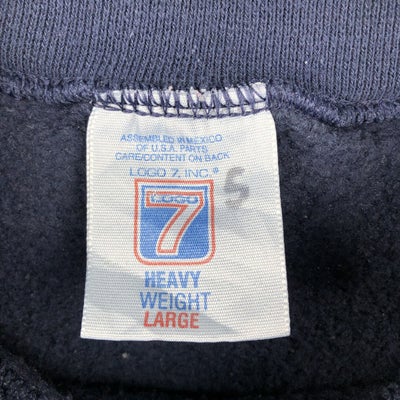 ASSEMBLED IN MEXICO
OF U.S.A. PARTS
CARE/CONTENT ON BACK
LOGO 7, INC.®
S
LOGO
7
HEAVY
WEIGHT
LARGE